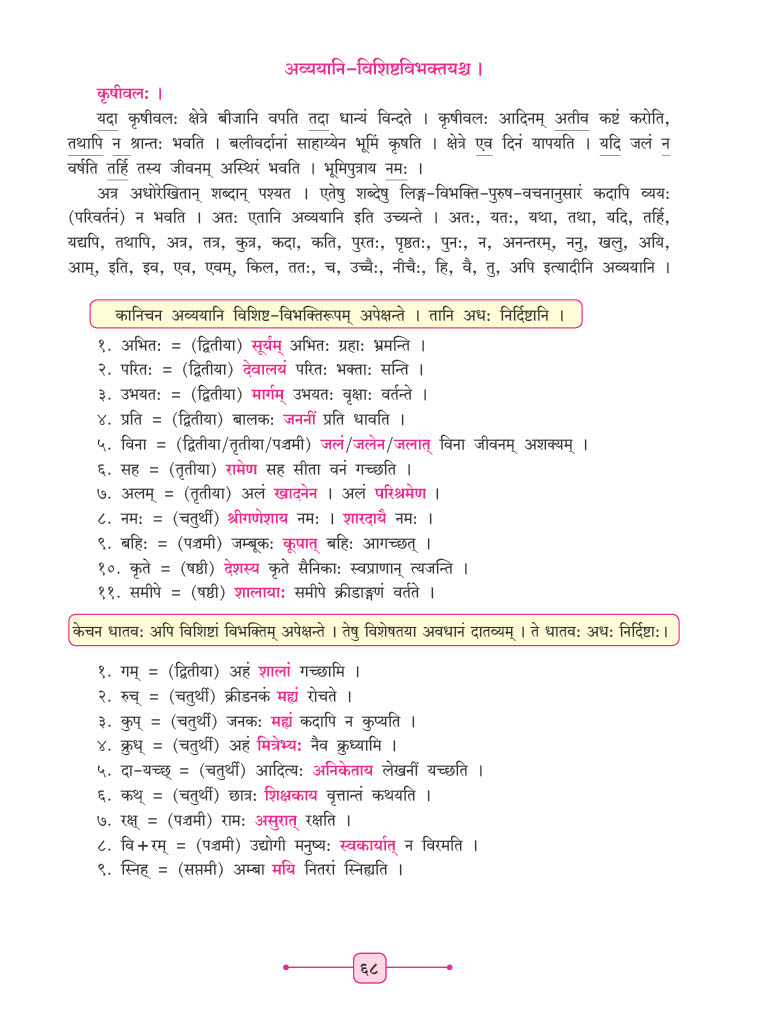 अव्ययानि-विशिष्टविभक्तयश्च ।
कृषीवलः ।
यदा कृषीवलः क्षेत्रे बीजानि वपति तदा धान्यं विन्दते । कृषीवलः आदिनम् अतीव कष्टं करोति,
तथापि न श्रान्तः भवति । बलीवर्दानां साहाय्येन भूमिं कृषति । क्षेत्रे एव दिनं यापयति । यदि जलं न
वर्षति तर्हि तस्य जीवनम् अस्थिरं भवति । भूमिपुत्राय नमः ।
अत्र अधोरेखितान् शब्दान् पश्यत । एतेषु शब्देषु लिङ्ग-विभक्ति-पुरुष-वचनानुसारं कदापि व्ययः
(परिवर्तनं) न भवति । अतः एतानि अव्ययानि इति उच्यन्ते । अतः, यतः, यथा, तथा, यदि, तर्हि,
यद्यपि, तथापि, अत्र, तत्र, कुत्र, कदा, कति, पुरतः, पृष्ठतः, पुनः, न, अनन्तरम्, ननु, खलु, अयि,
आम्, इति, इव, एव, एवम्, किल, ततः, च, उच्चैः, नीचैः, हि, वै, तु, अपि इत्यादीनि अव्ययानि ।
कानिचन अव्ययानि विशिष्ट-विभक्तिरूपम् अपेक्षन्ते । तानि अधः निर्दिष्टानि ।
१. अभितः = (द्वितीया) सूर्यम् अभितः ग्रहाः भ्रमन्ति ।
२. परितः = (द्वितीया) देवालयं परितः भक्ताः सन्ति ।
३. उभयतः = (द्वितीया) मार्गम् उभयतः वृक्षाः वर्तन्ते ।
४. प्रति = (द्वितीया) बालकः जननीं प्रति धावति ।
५. विना = (द्वितीया/तृतीया/पञ्चमी) जलं/जलेन/जलात् विना जीवनम् अशक्यम् ।
६. सह = (तृतीया) रामेण सह सीता वनं गच्छति ।
७. अलम् = (तृतीया) अलं खादनेन । अलं परिश्रमेण ।
८. नमः = (चतुर्थी) श्रीगणेशाय नमः । शारदायै नमः ।
९. बहिः = (पञ्चमी) जम्बूकः कूपात् बहिः आगच्छत् ।
१०. कृते = (षष्ठी) देशस्य कृते सैनिकाः स्वप्राणान् त्यजन्ति ।
११. समीपे = (षष्ठी) शालायाः समीपे क्रीडाङ्गणं वर्तते ।
केचन धातवः अपि विशिष्टां विभक्तिम् अपेक्षन्ते । तेषु विशेषतया अवधानं दातव्यम् । ते धातवः अधः निर्दिष्टाः ।
१. गम् = (द्वितीया) अहं शालां गच्छामि ।
२. रुच् = (चतुर्थी) क्रीडनकं मह्यं रोचते ।
३. कुप् = (चतुर्थी) जनकः मह्यं कदापि न कुप्यति ।
४. क्रुध् = (चतुर्थी) अहं मित्रेभ्यः नैव क्रुध्यामि ।
५. दा-यच्छ् = (चतुर्थी) आदित्यः अनिकेताय लेखनीं यच्छति ।
६. कथ् = (चतुर्थी) छात्रः शिक्षकाय वृत्तान्तं कथयति ।
७. रक्ष् = (पञ्चमी) रामः असुरात् रक्षति ।
८. वि+रम् = (पञ्चमी) उद्योगी मनुष्यः स्वकार्यात् न विरमति ।
९. स्निह् = (सप्तमी) अम्बा मयि नितरां स्निह्यति ।
६८